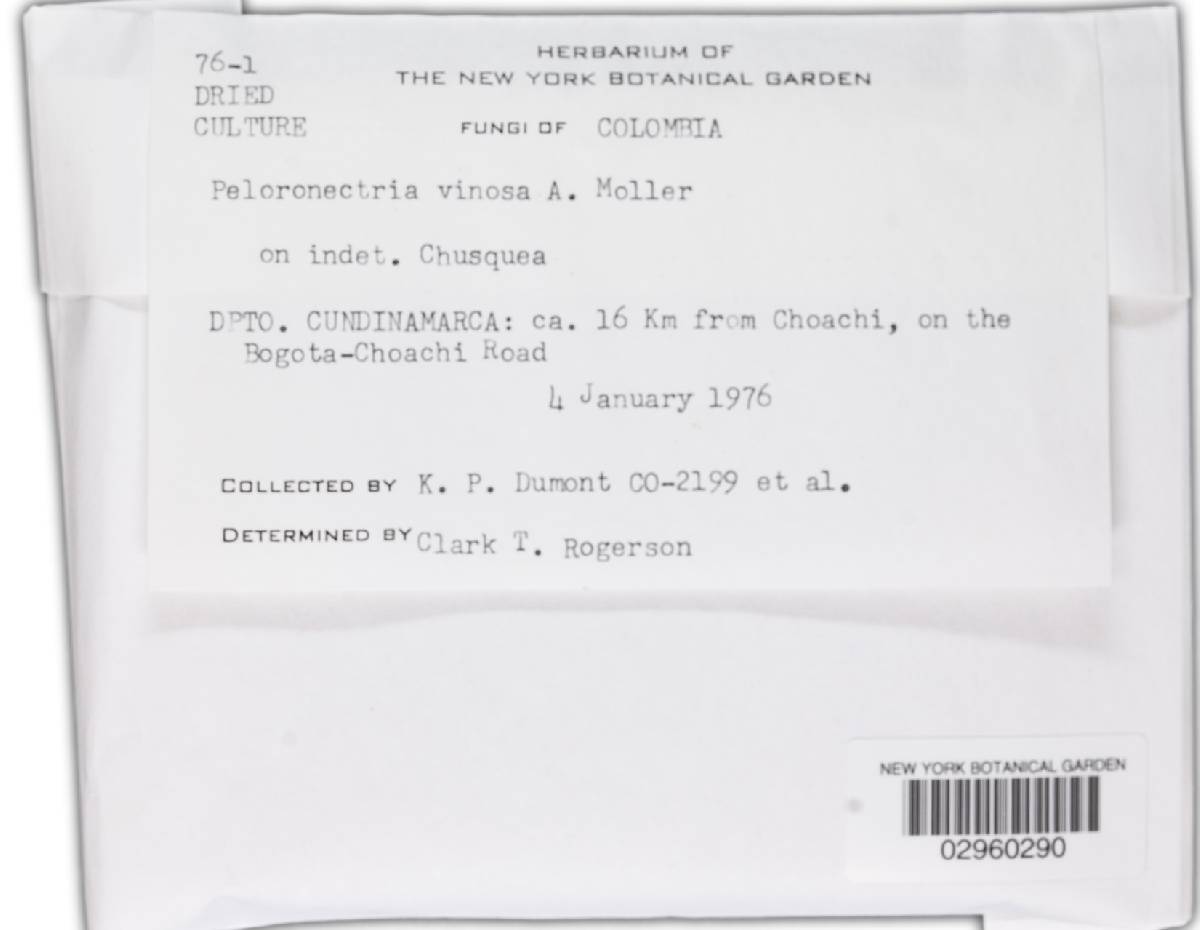 76-1
DRIED
CULTURE
HERBARIUM OF
THE NEW YORK BOTANICAL GARDEN
FUNGI OF COLOMBIA
Peloronectria vinosa A. Moller
on indet. Chusquea
DPTO. CUNDINAMARCA: ca. 16 Km from Choachi, on the
Bogota-Choachi Road
4 January 1976
COLLECTED BY K. P. Dumont CO-2199 et al.
DETERMINED BY Clark T. Rogerson
NEW YORK BOTANICAL GARDEN
02960290